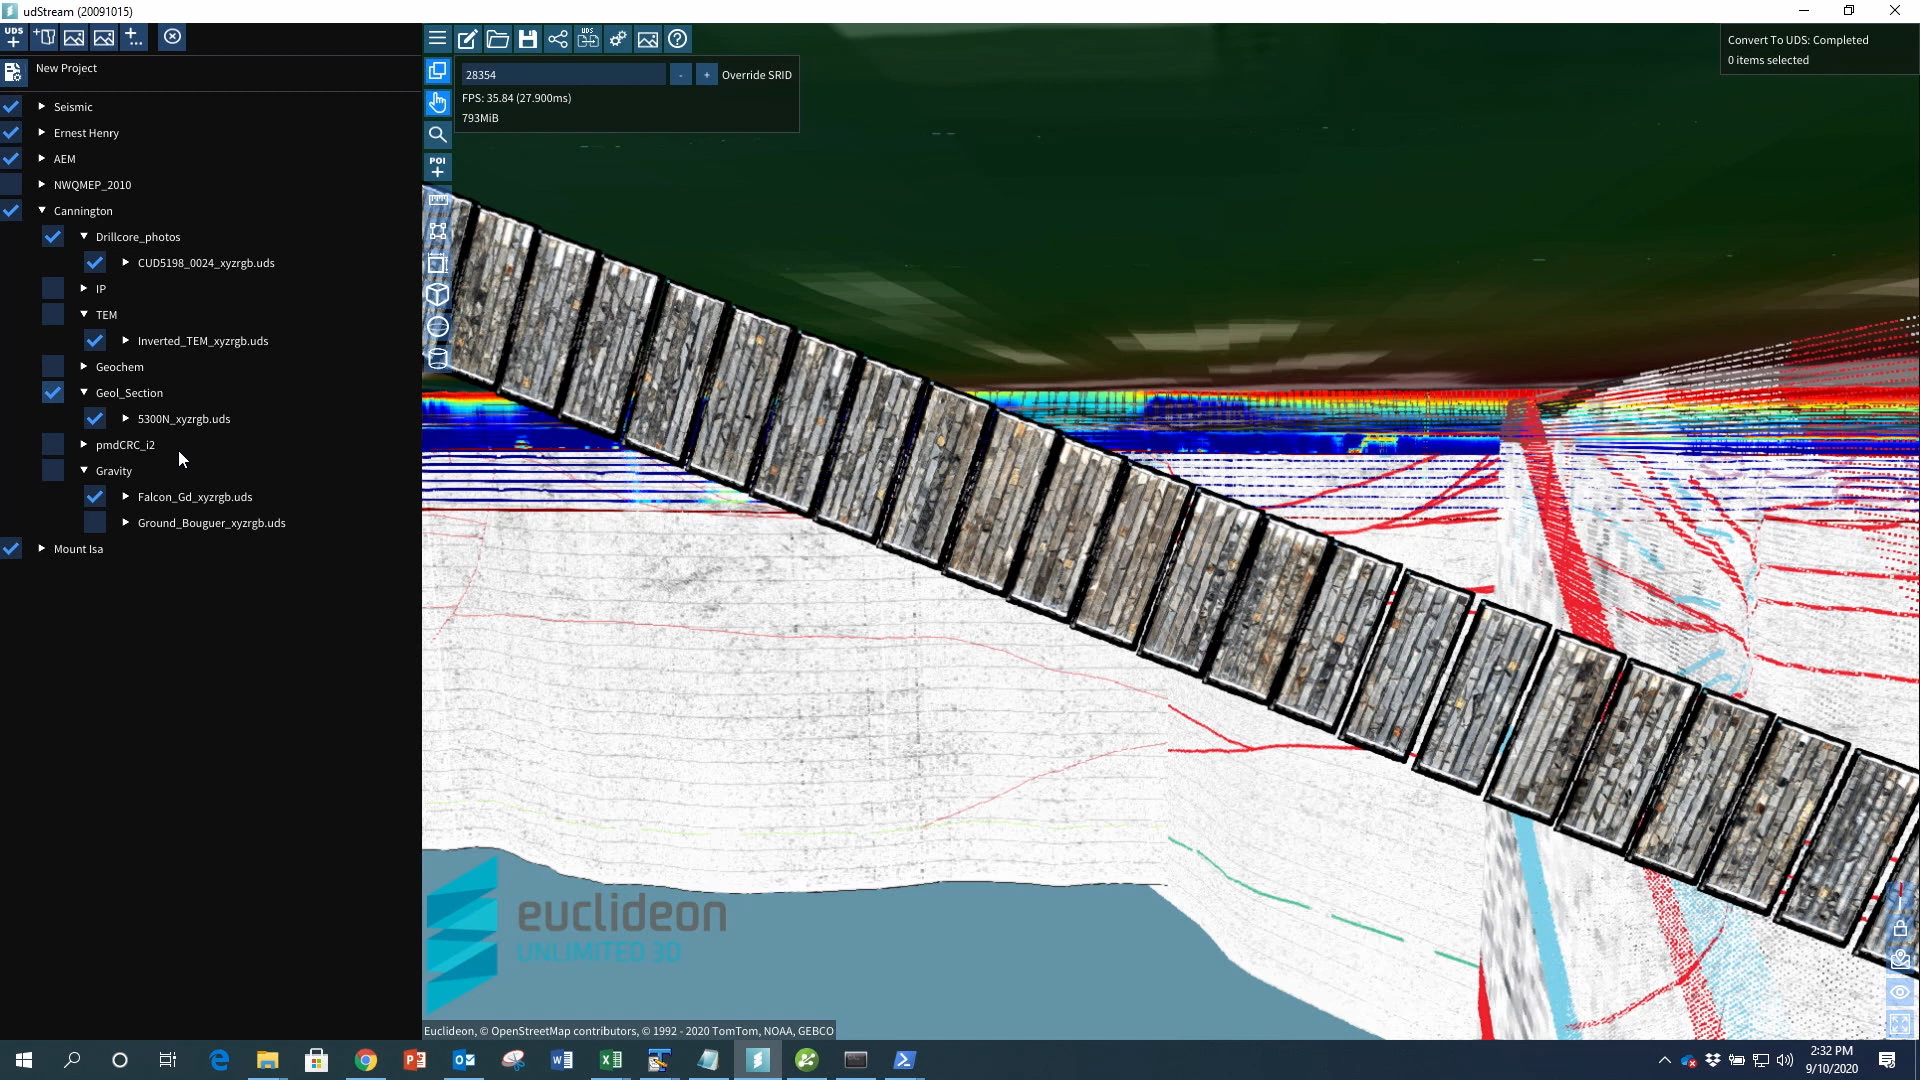 udStream (20091015)
UDS
UDS
Convert To UDS: Completed
0 items selected
New Project
28354
-
+
Override SRID
FPS: 35.84 (27.900ms)
793MiB
POI
Seismic
Ernest Henry
AEM
NWQMEP_2010
Cannington
Drillcore_photos
CUD5198_0024_xyzrgb.uds
IP
TEM
Inverted_TEM_xyzrgb.uds
Geochem
Geol_Section
5300N_xyzrgb.uds
pmdCRC_i2
Gravity
Falcon_Gd_xyzrgb.uds
Ground_Bouguer_xyzrgb.uds
Mount Isa
euclideon
UNLIMITED 3D
Euclideon, © OpenStreetMap contributors, © 1992 - 2020 TomTom, NOAA, GEBCO
2:32 PM
9/10/2020